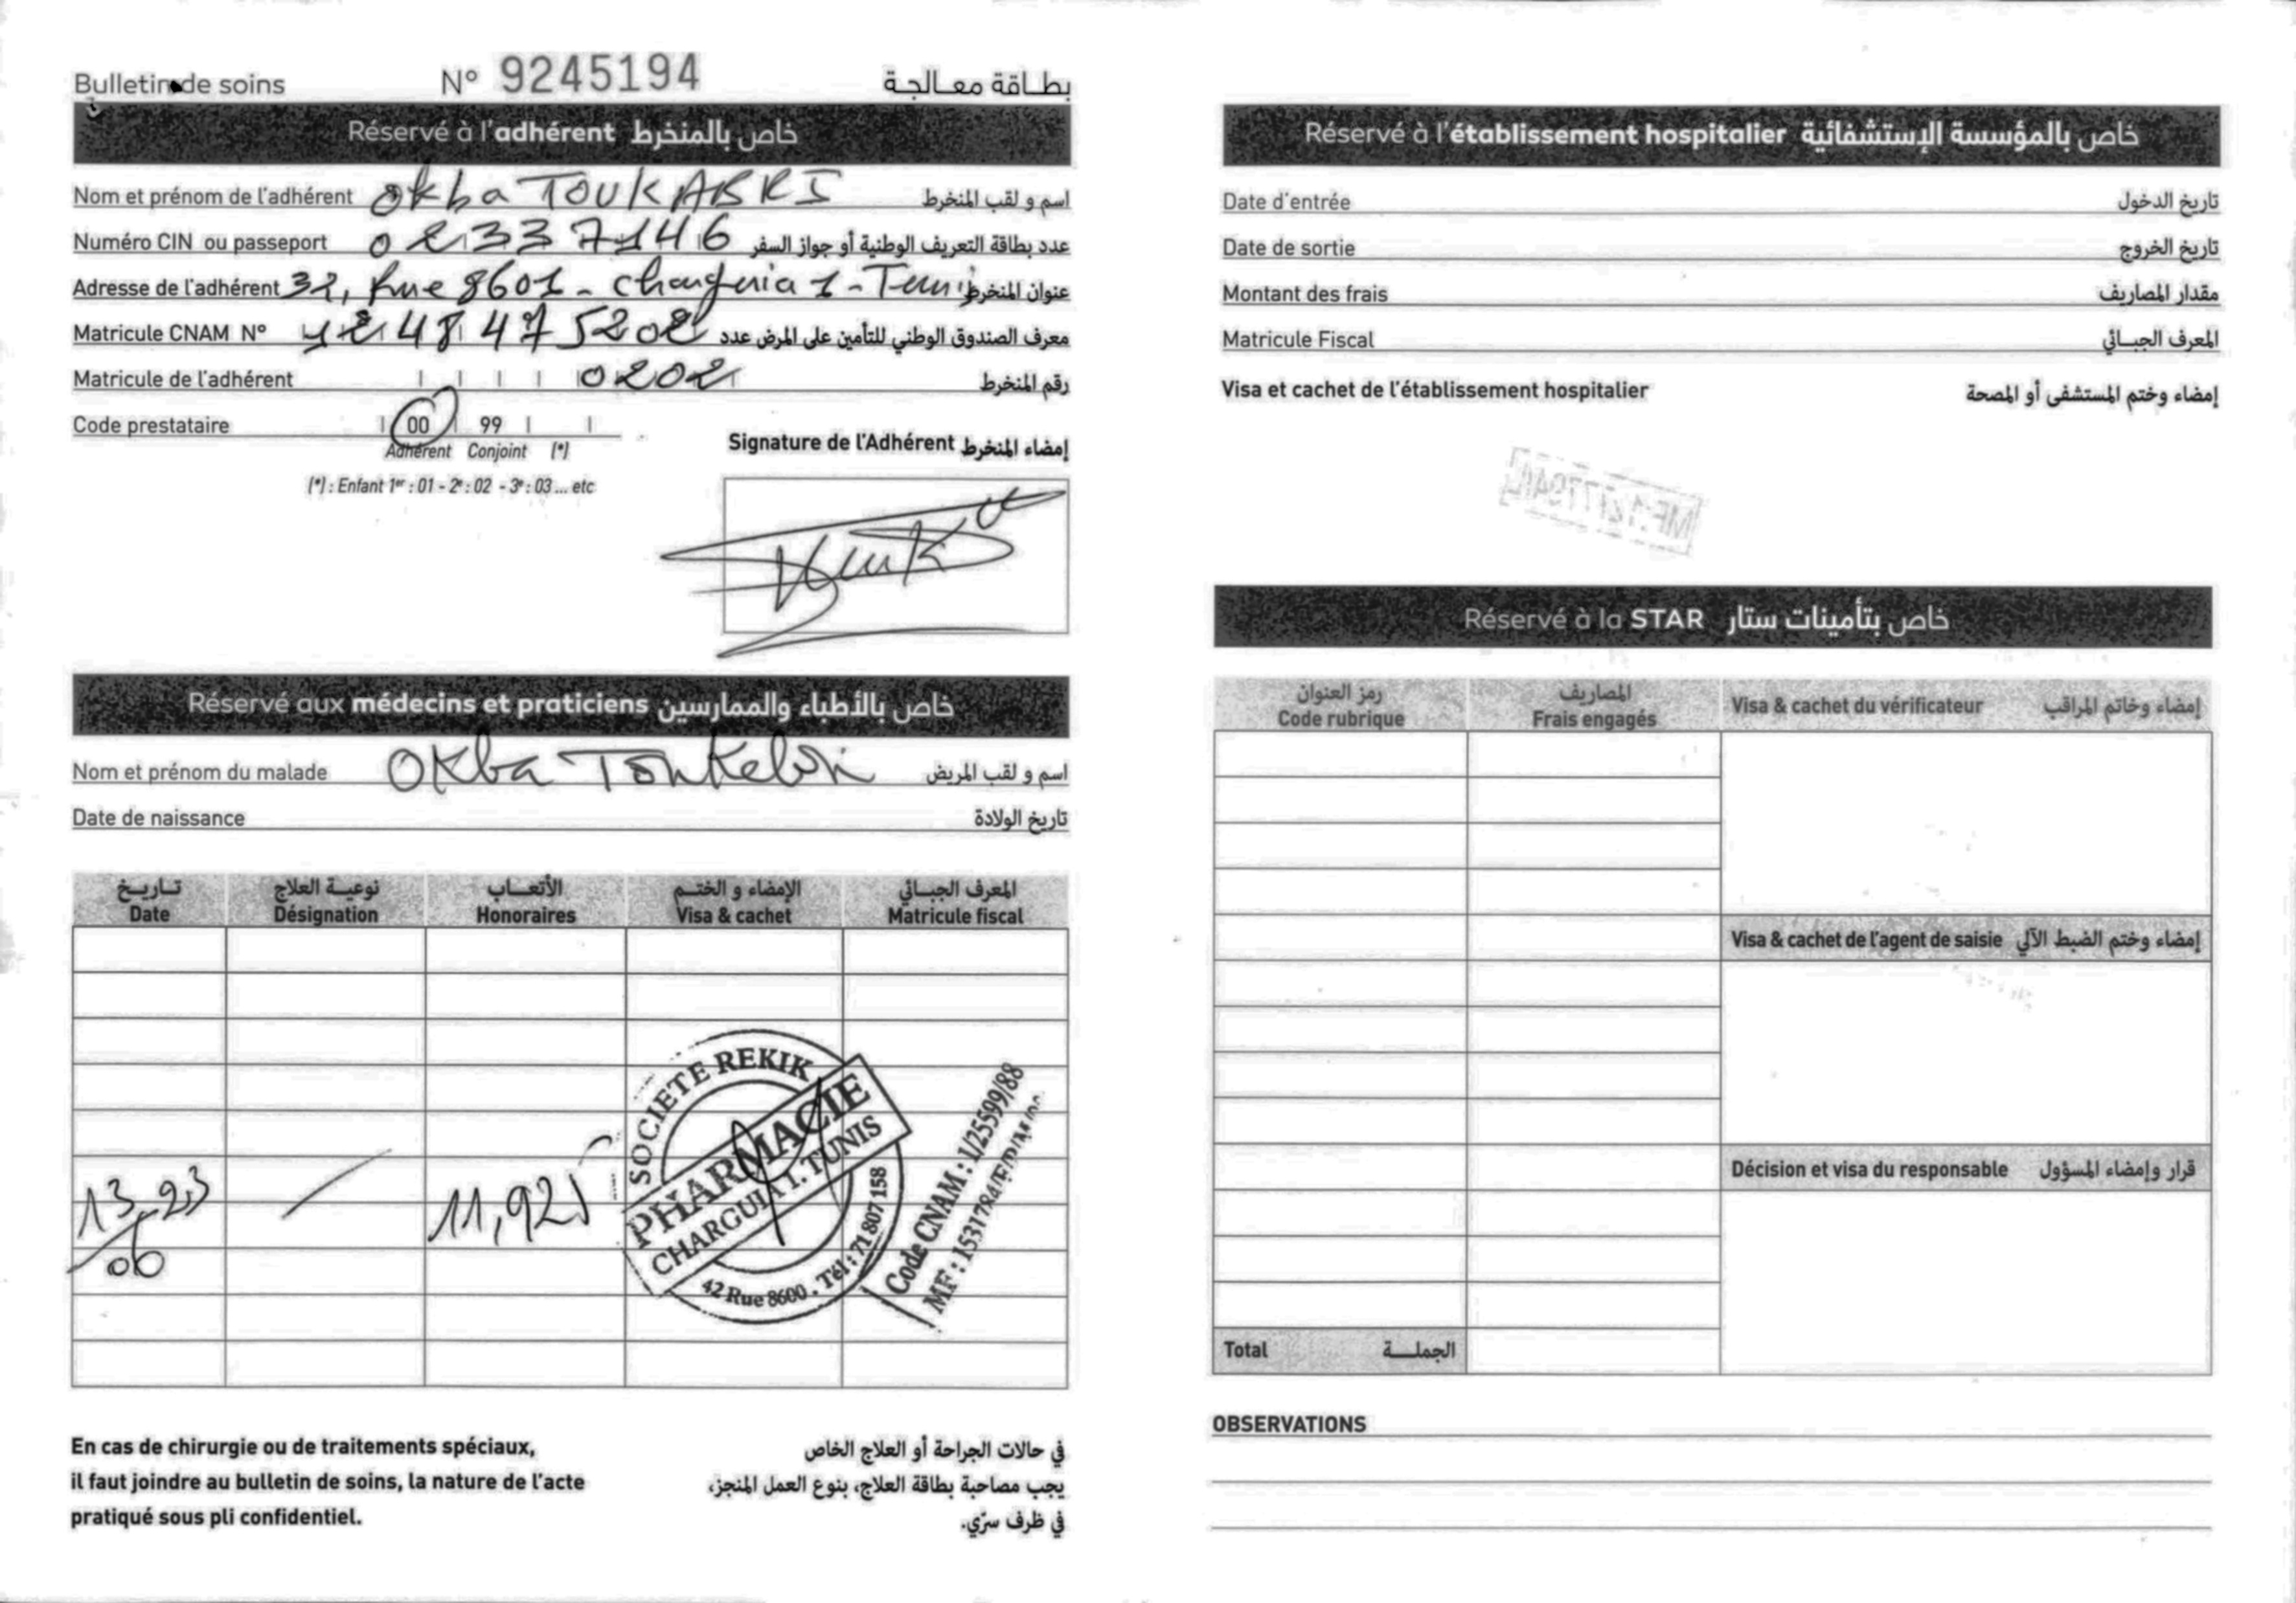 Bulletin de soins N° 9245194 بطاقة معالجة
Réservé à l'adhérent خاص بالمنخرط
Nom et prénom de l'adhérent Okba TOUKABRI اسم و لقب المنخرط
Numéro CIN ou passeport 02337146 عدد بطاقة التعريف الوطنية أو جواز السفر
Adresse de l'adhérent 32, Rue 8601 - charguia 1 - Tunis عنوان المنخرط
Matricule CNAM N° 1248475202 معرف الصندوق الوطني للتأمين على المرض عدد
Matricule de l'adhérent 0202 رقم المنخرط
Code prestataire 00 99
Adhérent Conjoint (*)
(*) : Enfant 1er : 01 - 2e : 02 - 3e : 03 ... etc
Signature de l'Adhérent إمضاء المنخرط
Réservé aux médecins et praticiens خاص بالأطباء والممارسين
Nom et prénom du malade Okba Toukabri اسم و لقب المريض
Date de naissance تاريخ الولادة
تاريخ نوعية العلاج الأتعاب الإمضاء و الختم المعرف الجبائي
Date Désignation Honoraires Visa & cachet Matricule fiscal
13/06 23 11,925
SOCIETE REKIK
PHARMACIE
CHARGUIA 1. TUNIS
42 Rue 8600 . Tél : 71 807 158
Code CNAM : 1/25599/88
En cas de chirurgie ou de traitements spéciaux,
il faut joindre au bulletin de soins, la nature de l'acte
pratiqué sous pli confidentiel.
في حالات الجراحة أو العلاج الخاص
يجب مصاحبة بطاقة العلاج، بنوع العمل المنجز،
في ظرف سرّي.
Réservé à l'établissement hospitalier خاص بالمؤسسة الإستشفائية
Date d'entrée تاريخ الدخول
Date de sortie تاريخ الخروج
Montant des frais مقدار المصاريف
Matricule Fiscal المعرف الجبائي
Visa et cachet de l'établissement hospitalier إمضاء وختم المستشفى أو المصحة
Réservé à la STAR خاص بتأمينات ستار
رمز العنوان المصاريف
Code rubrique Frais engagés Visa & cachet du vérificateur إمضاء وخاتم المراقب
Visa & cachet de l'agent de saisie إمضاء وختم الضبط الآلي
Décision et visa du responsable قرار وإمضاء المسؤول
Total الجملة
OBSERVATIONS